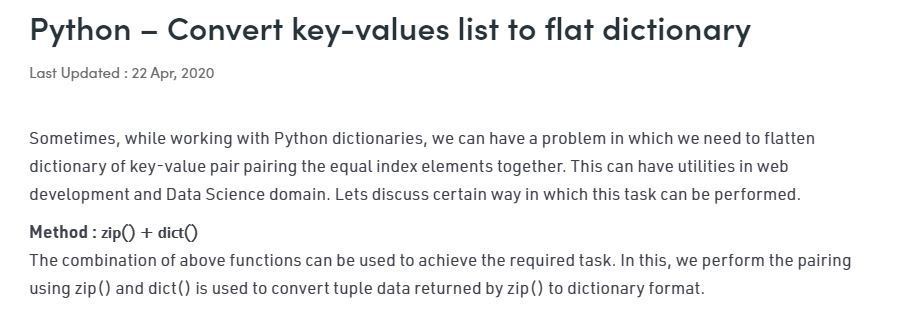 Python – Convert key-values list to flat dictionary
Last Updated : 22 Apr, 2020
Sometimes, while working with Python dictionaries, we can have a problem in which we need to flatten
dictionary of key-value pair pairing the equal index elements together. This can have utilities in web
development and Data Science domain. Lets discuss certain way in which this task can be performed.
Method : zip() + dict()
The combination of above functions can be used to achieve the required task. In this, we perform the pairing
using zip() and dict() is used to convert tuple data returned by zip() to dictionary format.